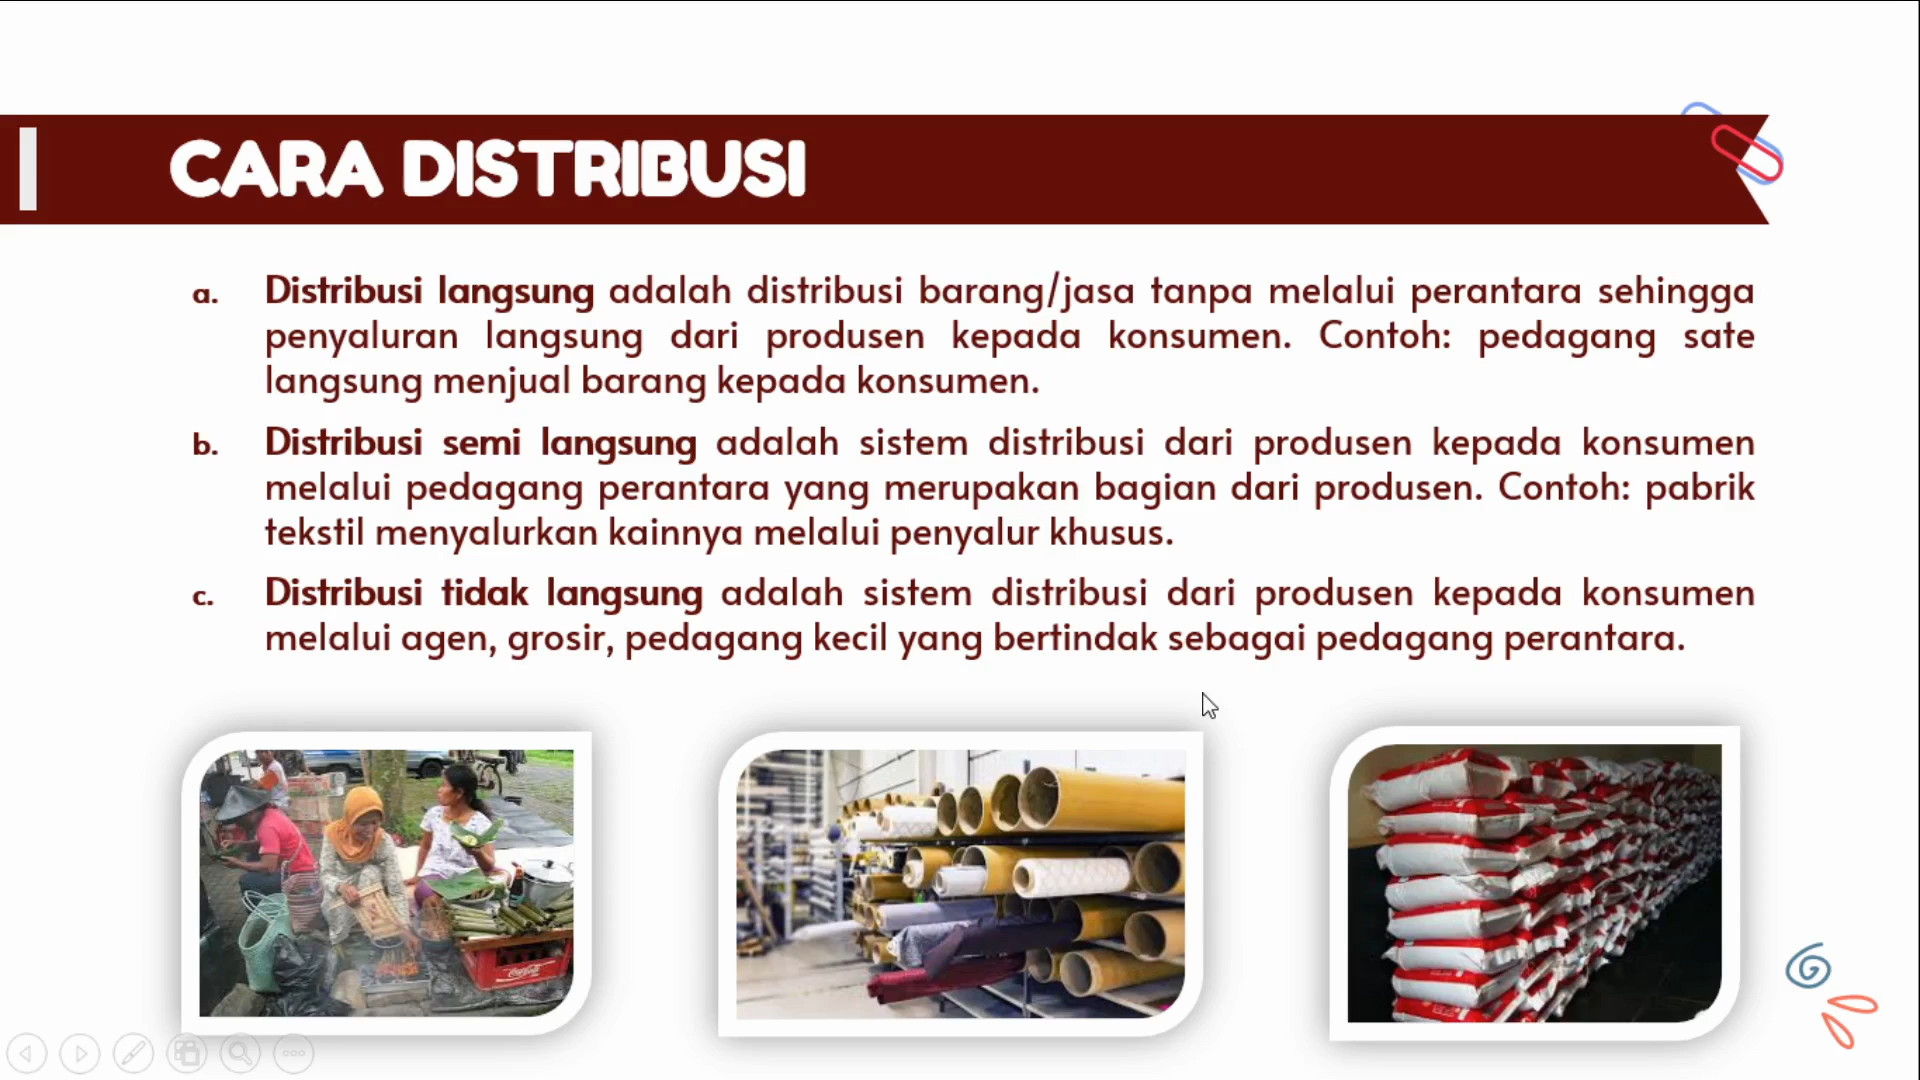 CARA DISTRIBUSI
a. Distribusi langsung adalah distribusi barang/jasa tanpa melalui perantara sehingga
penyaluran langsung dari produsen kepada konsumen. Contoh: pedagang sate
langsung menjual barang kepada konsumen.
b. Distribusi semi langsung adalah sistem distribusi dari produsen kepada konsumen
melalui pedagang perantara yang merupakan bagian dari produsen. Contoh: pabrik
tekstil menyalurkan kainnya melalui penyalur khusus.
c. Distribusi tidak langsung adalah sistem distribusi dari produsen kepada konsumen
melalui agen, grosir, pedagang kecil yang bertindak sebagai pedagang perantara.
Coca-Cola